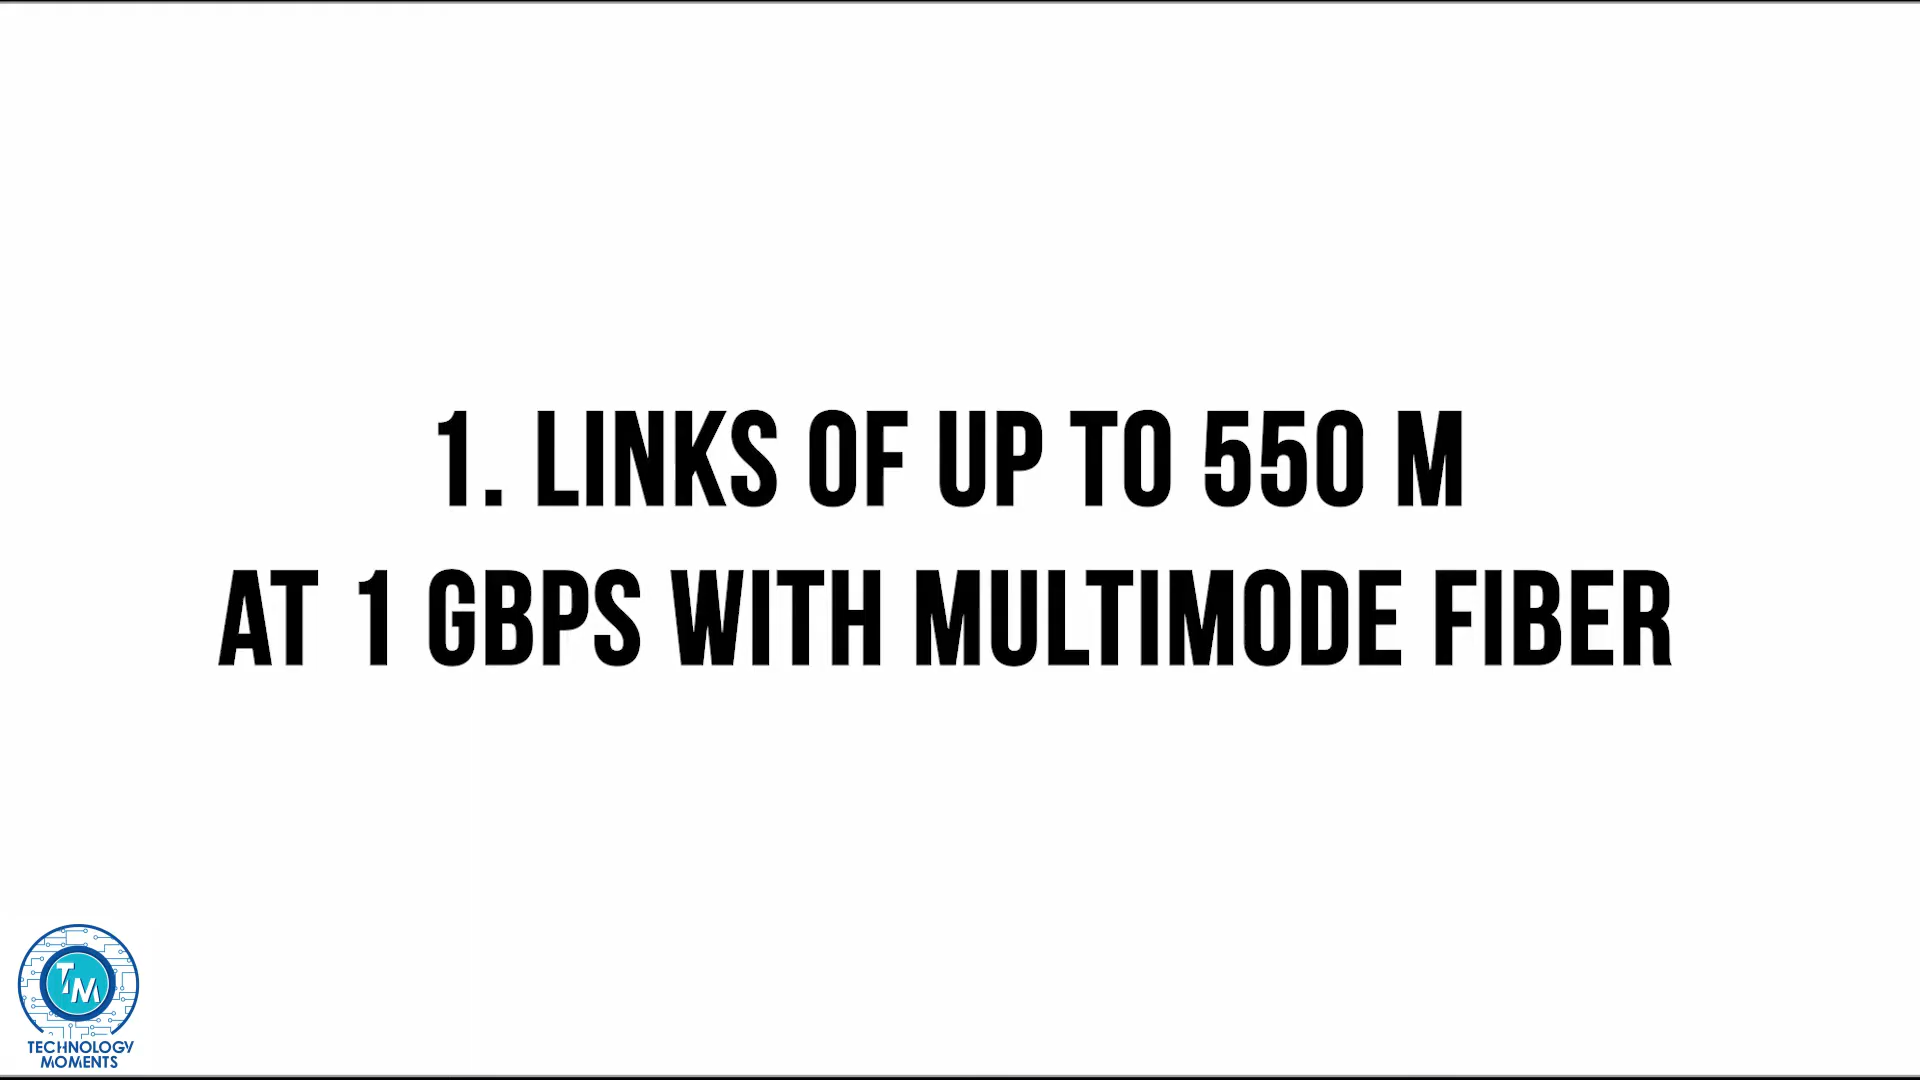 1. LINKS OF UP TO 550 M
AT 1 GBPS WITH MULTIMODE FIBER
TM
TECHNOLOGY
MOMENTS